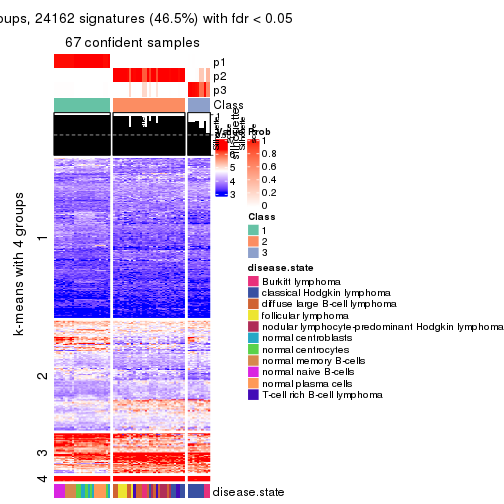 oups, 24162 signatures (46.5%) with fdr < 0.05
67 confident samples
p1
p2
p3
Class
Silhouette
Prob
1
0.8
0.6
0.4
0.2
0
5
4
3
Class
1
2
3
disease.state
Burkitt lymphoma
classical Hodgkin lymphoma
diffuse large B-cell lymphoma
follicular lymphoma
nodular lymphocyte-predominant Hodgkin lymphoma
normal centroblasts
normal centrocytes
normal memory B-cells
normal naive B-cells
normal plasma cells
T-cell rich B-cell lymphoma
k-means with 4 groups
1
2
3
4
disease.state